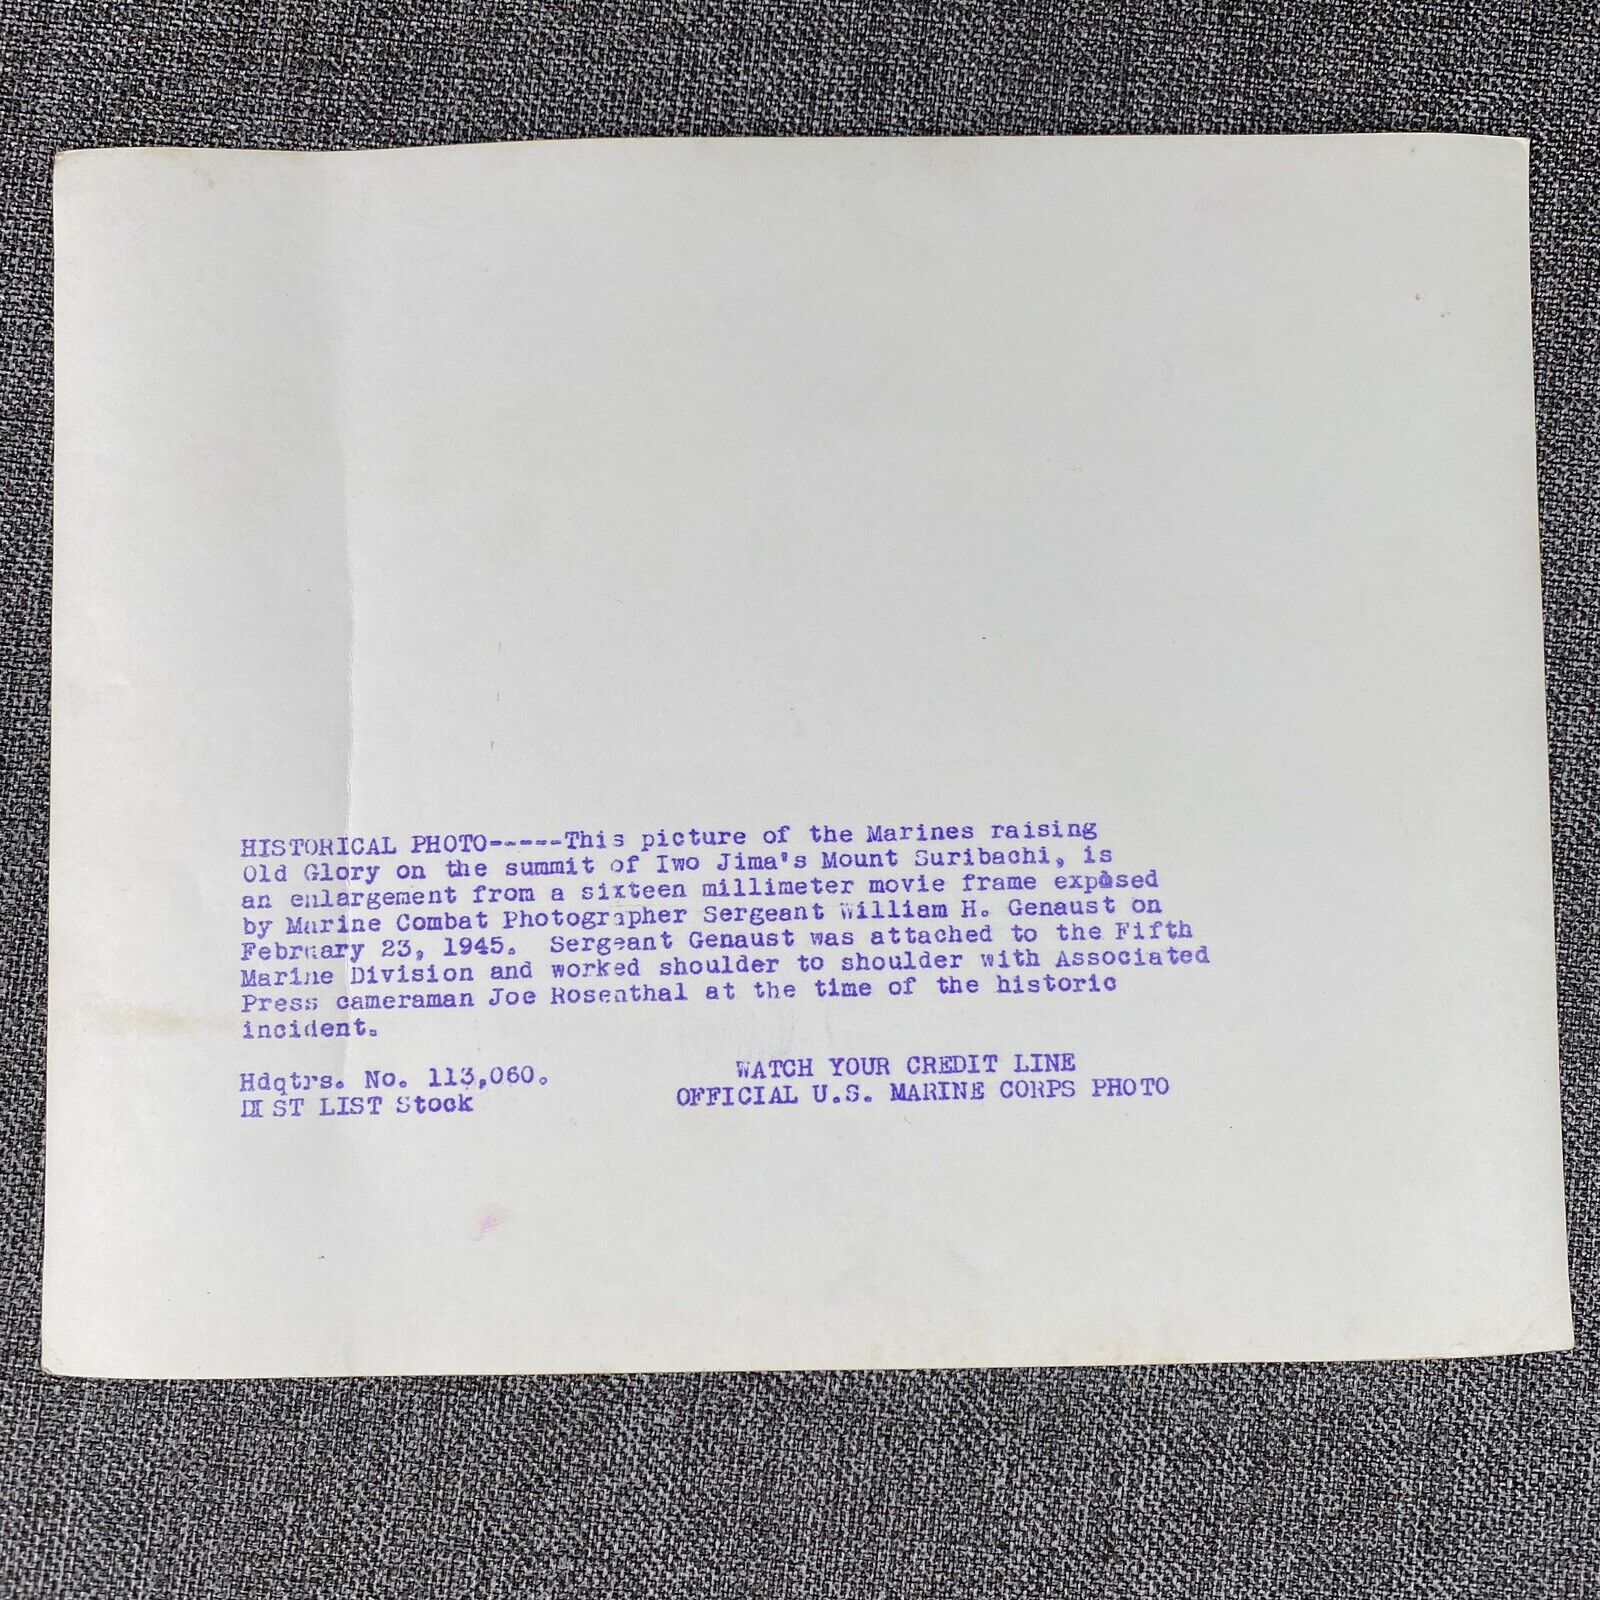 HISTORICAL PHOTO-----This picture of the Marines raising
Old Glory on the summit of Iwo Jima's Mount Suribachi, is
an enlargement from a sixteen millimeter movie frame exposed
by Marine Combat Photographer Sergeant William H. Genaust on
February 23, 1945. Sergeant Genaust was attached to the Fifth
Marine Division and worked shoulder to shoulder with Associated
Press cameraman Joe Rosenthal at the time of the historic
incident.
Hdqtrs. No. 113,060.
DIST LIST Stock
WATCH YOUR CREDIT LINE
OFFICIAL U.S. MARINE CORPS PHOTO